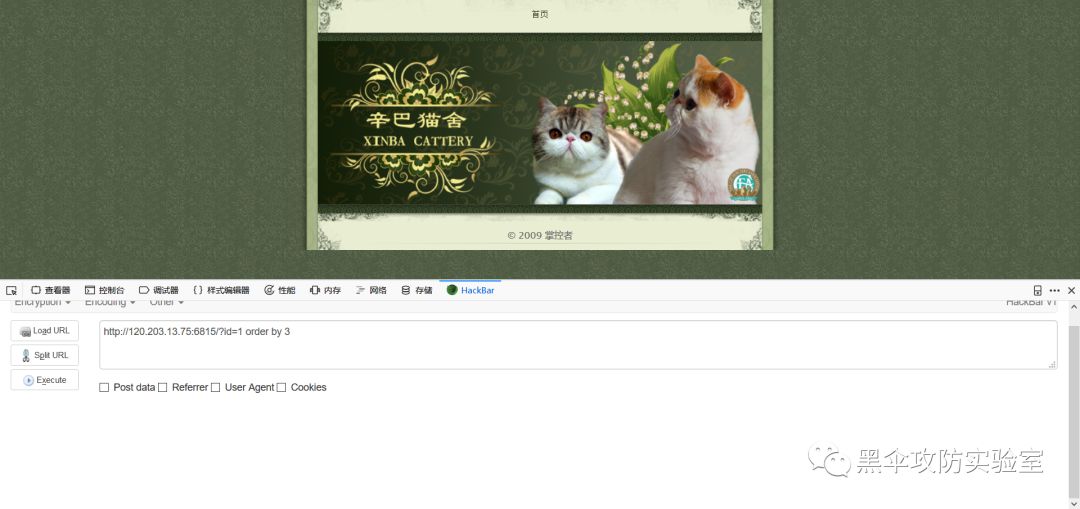 首页
辛巴猫舍
XINBA CATTERY
CFA
© 2009 掌控者
查看器 控制台 调试器 {} 样式编辑器 性能 内存 网络 存储 HackBar
Encryption Encoding Other HackBar V1
Load URL
http://120.203.13.75:6815/?id=1 order by 3
Split URL
Execute
Post data Referrer User Agent Cookies
黑伞攻防实验室